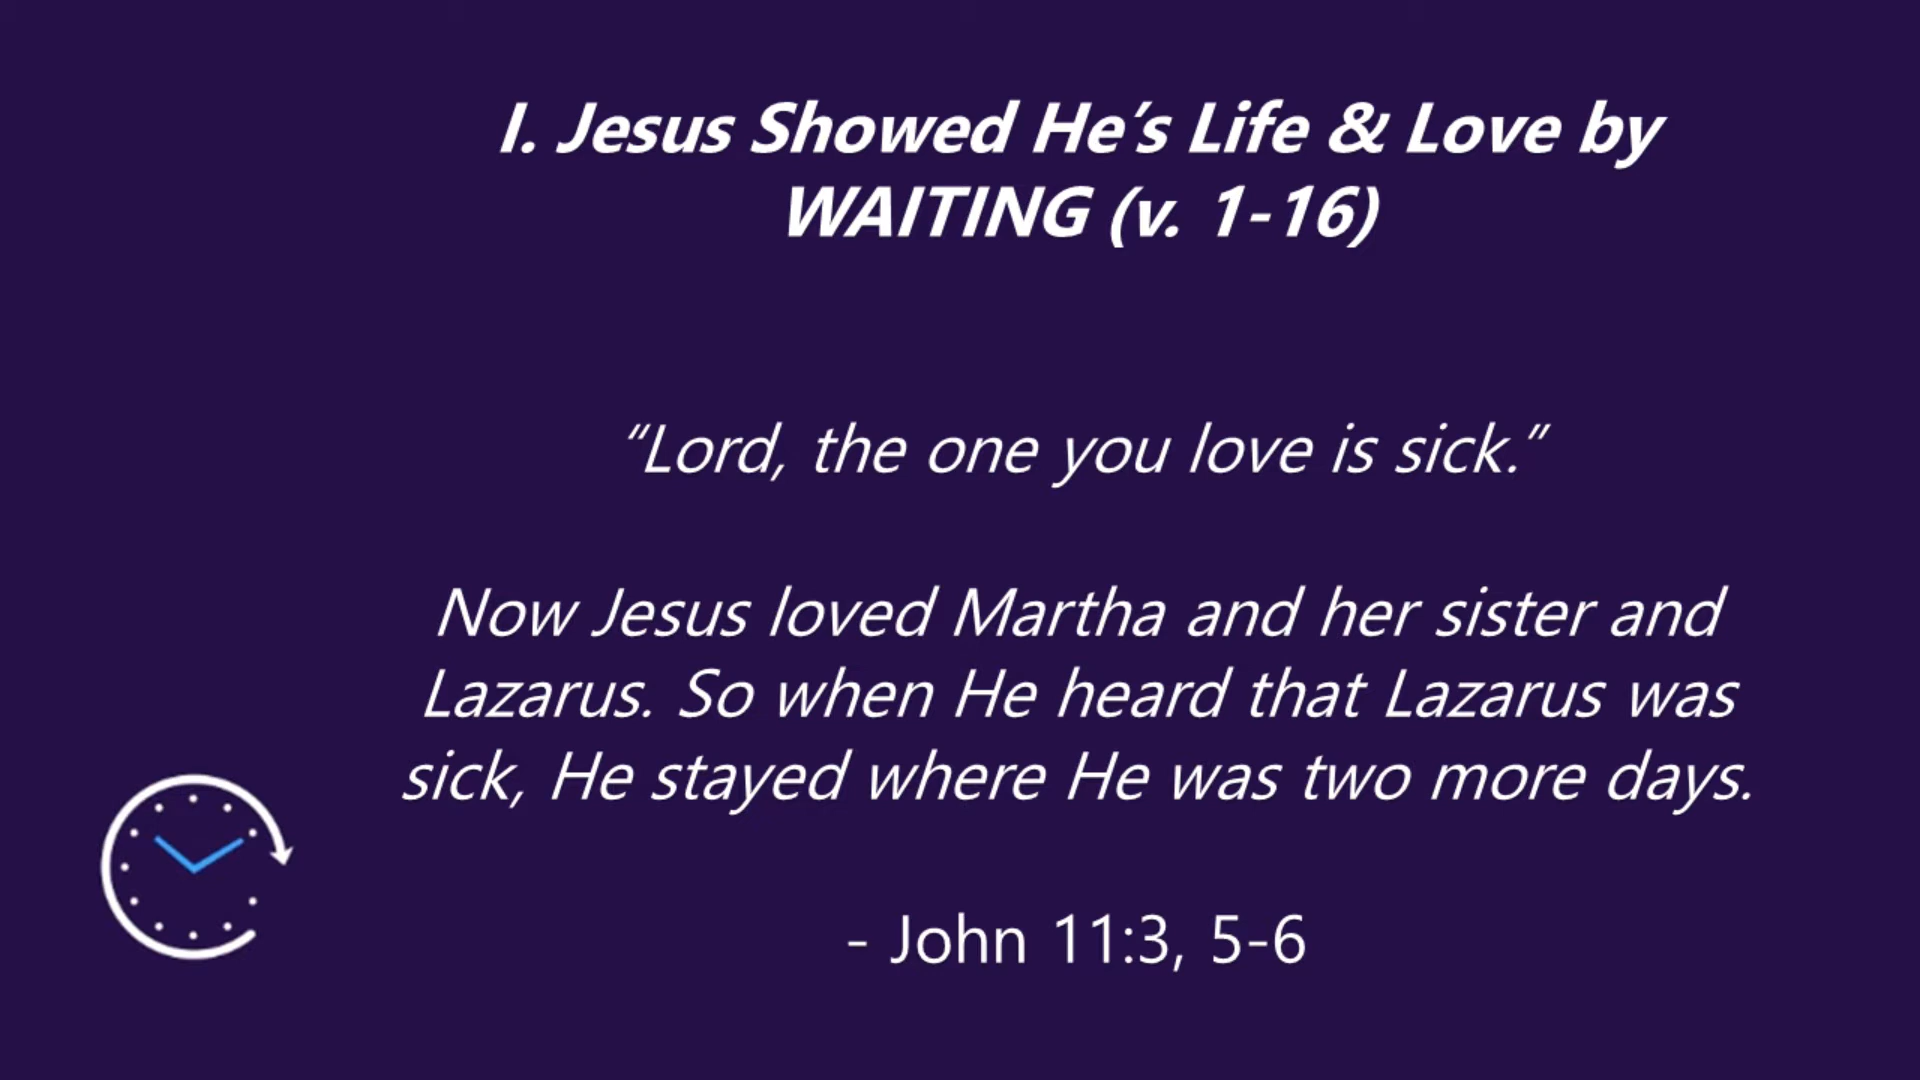 I. Jesus Showed He’s Life & Love by
WAITING (v. 1-16)
“Lord, the one you love is sick.”
Now Jesus loved Martha and her sister and
Lazarus. So when He heard that Lazarus was
sick, He stayed where He was two more days.
- John 11:3, 5-6